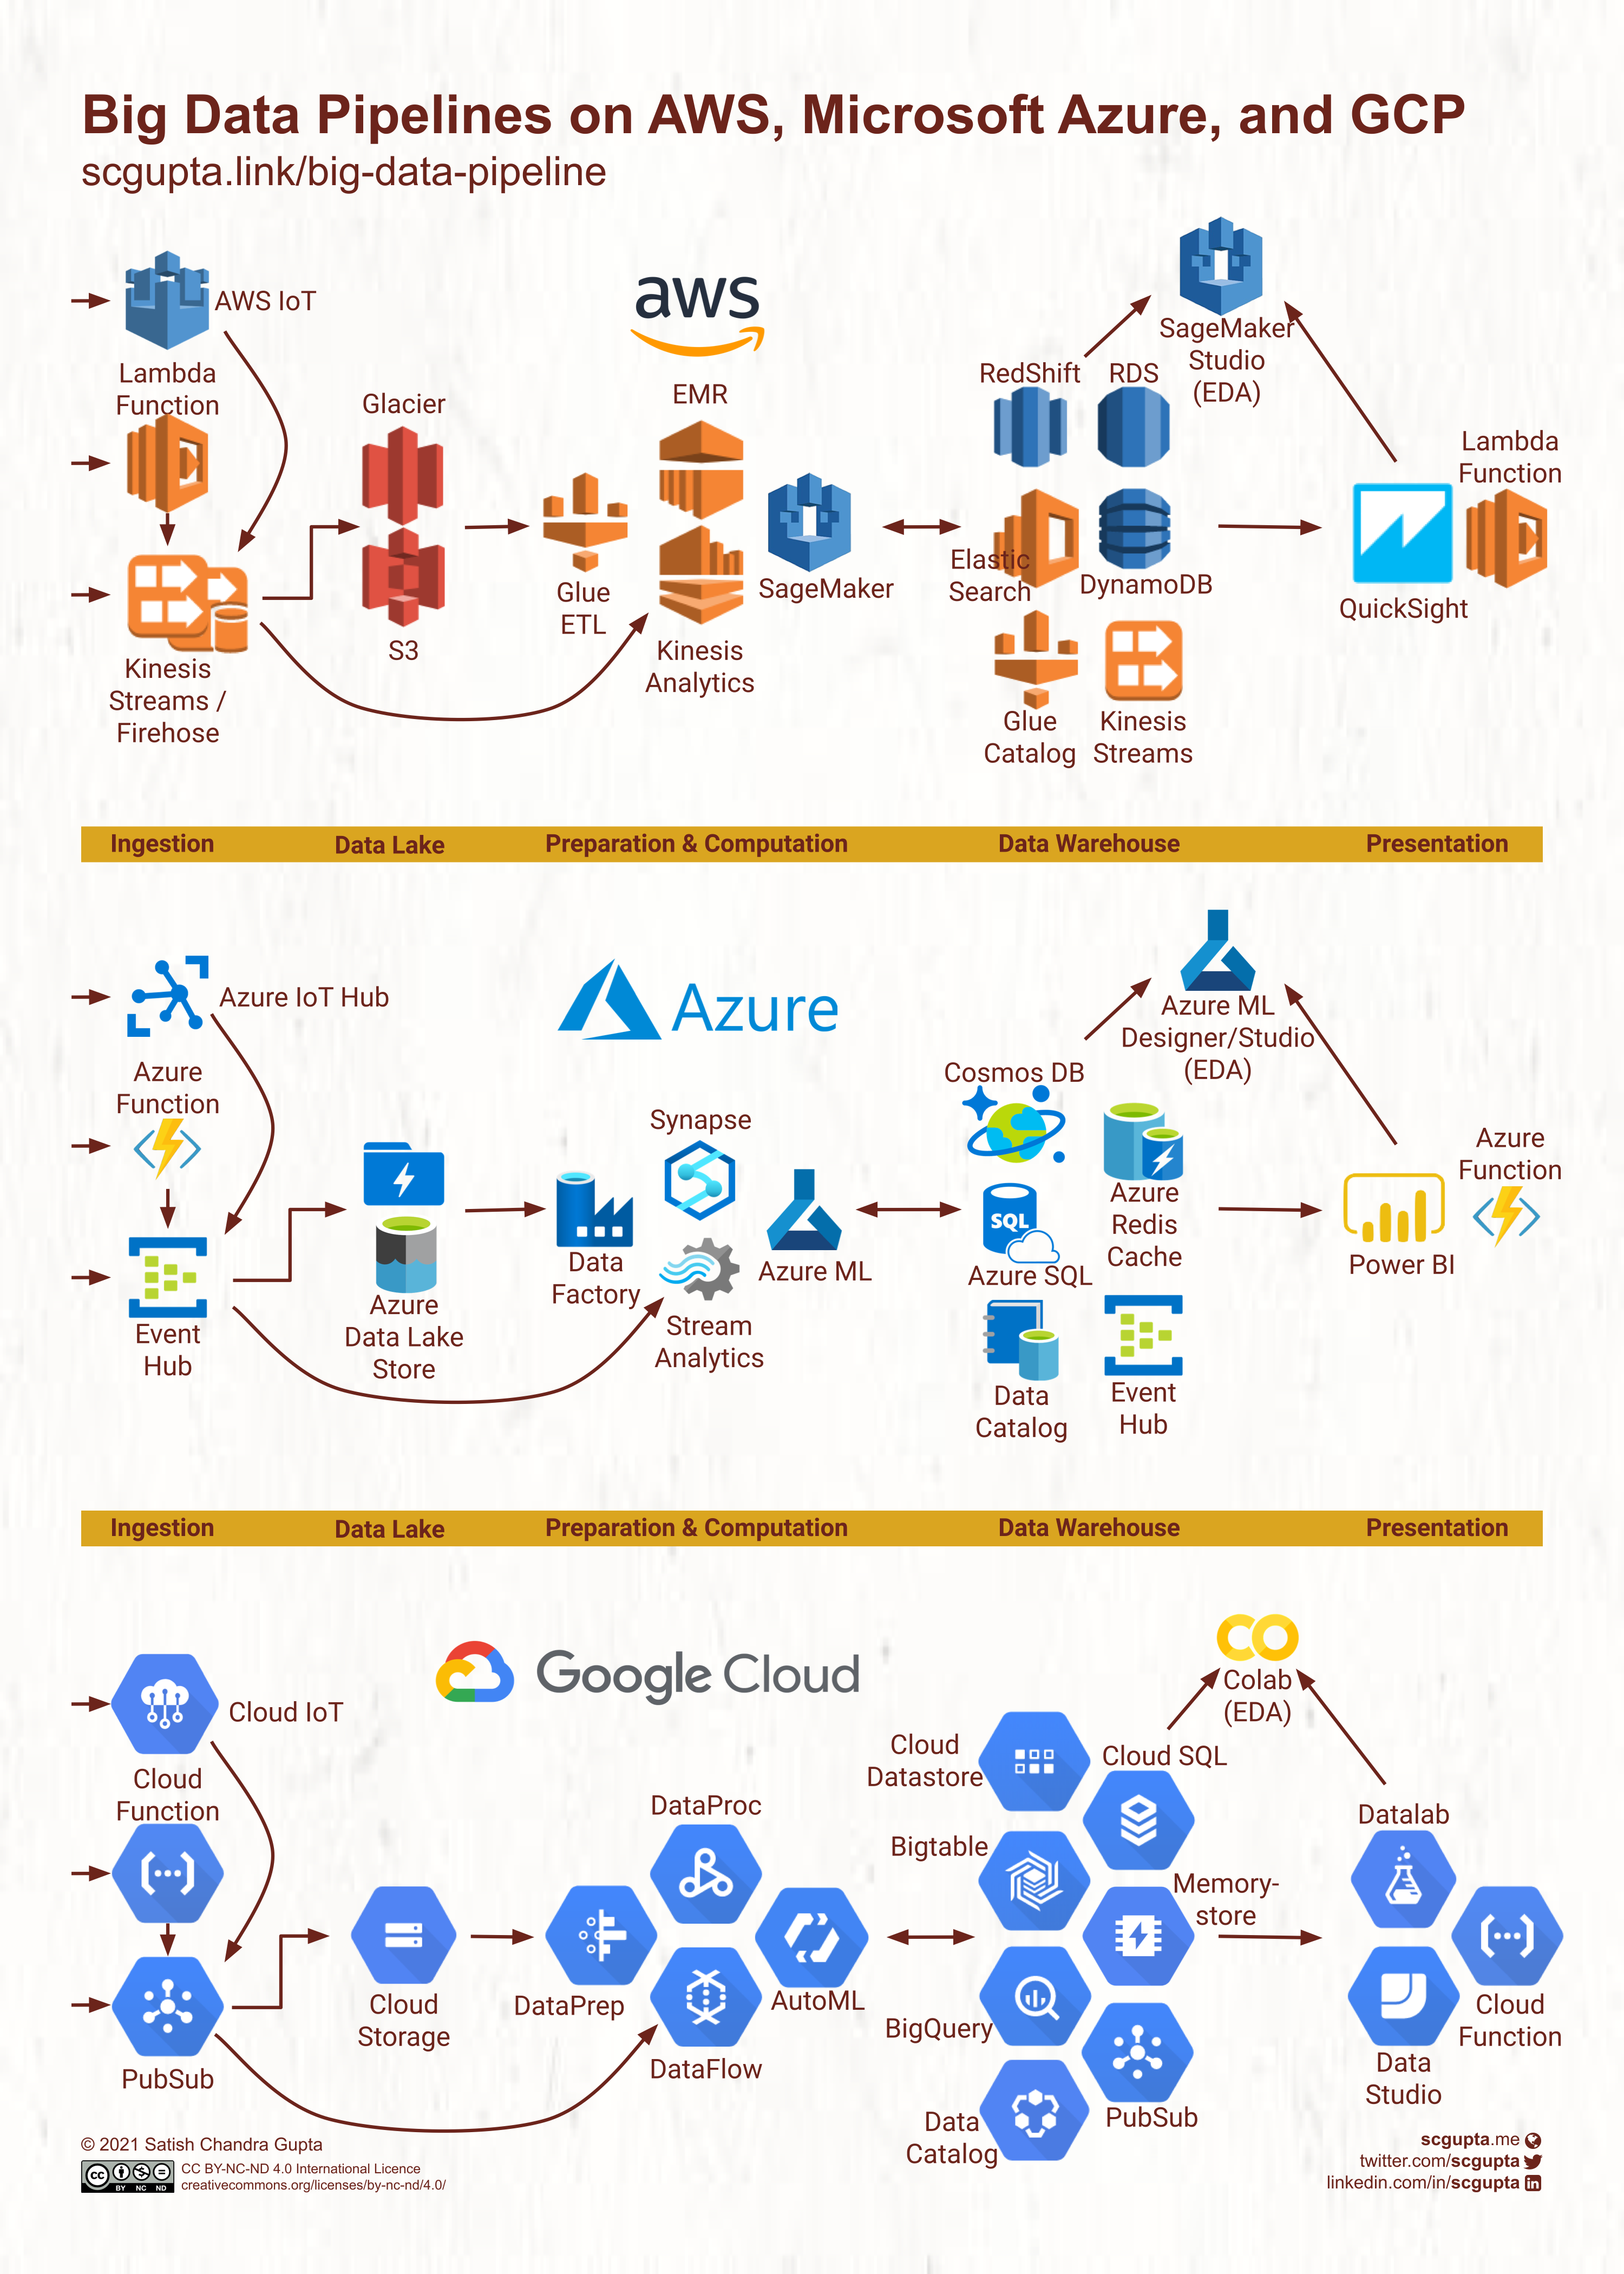 Big Data Pipelines on AWS, Microsoft Azure, and GCP
scgupta.link/big-data-pipeline
AWS IoT
Lambda
Function
Kinesis
Streams /
Firehose
Glacier
S3
aws
EMR
Glue
ETL
Kinesis
Analytics
SageMaker
SageMaker
Studio
(EDA)
RedShift
RDS
Elastic
Search
DynamoDB
Glue
Catalog
Kinesis
Streams
Lambda
Function
QuickSight
Ingestion
Data Lake
Preparation & Computation
Data Warehouse
Presentation
Azure IoT Hub
Azure
Function
Event
Hub
Azure
Data Lake
Store
Azure
Synapse
Data
Factory
Stream
Analytics
Azure ML
Azure ML
Designer/Studio
(EDA)
Cosmos DB
Azure
Redis
Cache
SQL
Azure SQL
Data
Catalog
Event
Hub
Azure
Function
Power BI
Ingestion
Data Lake
Preparation & Computation
Data Warehouse
Presentation
Cloud IoT
Cloud
Function
PubSub
Cloud
Storage
Google Cloud
DataProc
DataPrep
AutoML
DataFlow
Colab
(EDA)
Cloud
Datastore
Cloud SQL
Bigtable
Memory-
store
BigQuery
PubSub
Data
Catalog
Datalab
Cloud
Function
Data
Studio
© 2021 Satish Chandra Gupta
cc BY NC ND
CC BY-NC-ND 4.0 International Licence
creativecommons.org/licenses/by-nc-nd/4.0/
scgupta.me
twitter.com/scgupta
linkedin.com/in/scgupta
in